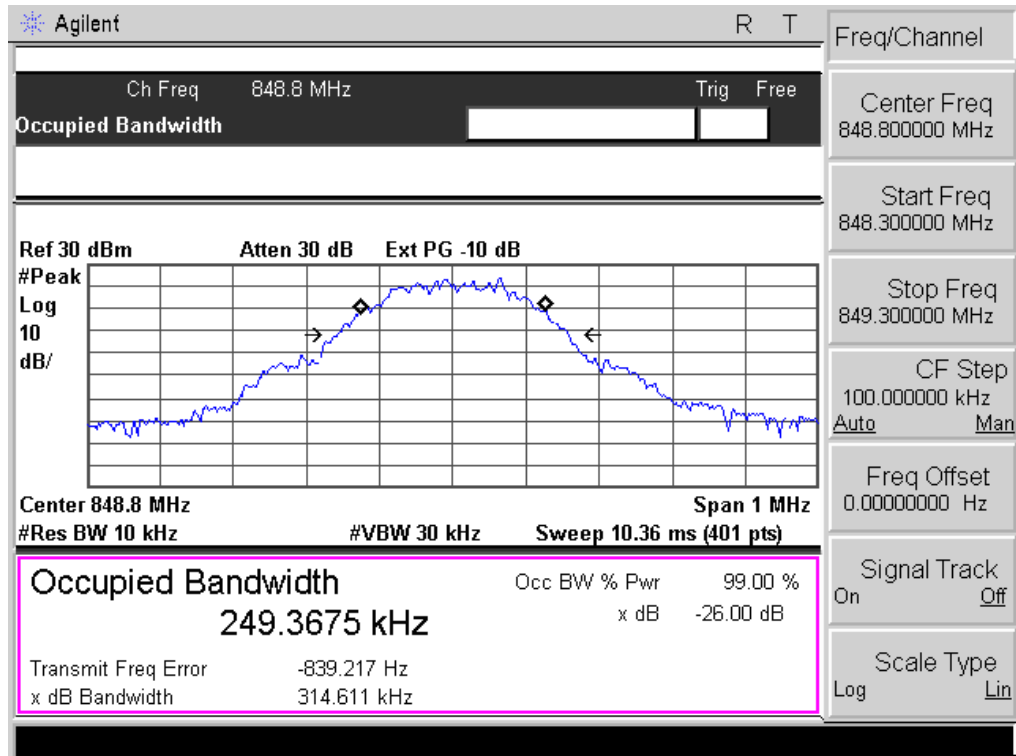 Agilent R T
Ch Freq 848.8 MHz Trig Free
Occupied Bandwidth
Ref 30 dBm Atten 30 dB Ext PG -10 dB
#Peak
Log
10
dB/
Center 848.8 MHz Span 1 MHz
#Res BW 10 kHz #VBW 30 kHz Sweep 10.36 ms (401 pts)
Occupied Bandwidth
249.3675 kHz
Occ BW % Pwr 99.00 %
x dB -26.00 dB
Transmit Freq Error -839.217 Hz
x dB Bandwidth 314.611 kHz
Freq/Channel
Center Freq
848.800000 MHz
Start Freq
848.300000 MHz
Stop Freq
849.300000 MHz
CF Step
100.000000 kHz
Auto Man
Freq Offset
0.00000000 Hz
Signal Track
On Off
Scale Type
Log Lin